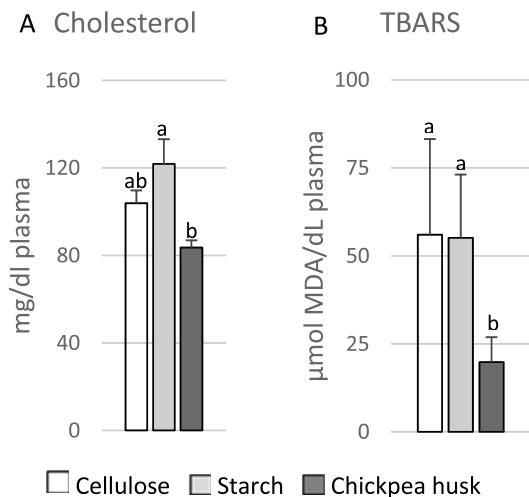 A Cholesterol
160
120
80
40
0
mg/dl plasma
ab
a
b
B TBARS
100
75
50
25
0
µmol MDA/dL plasma
a
a
b
Cellulose Starch Chickpea husk